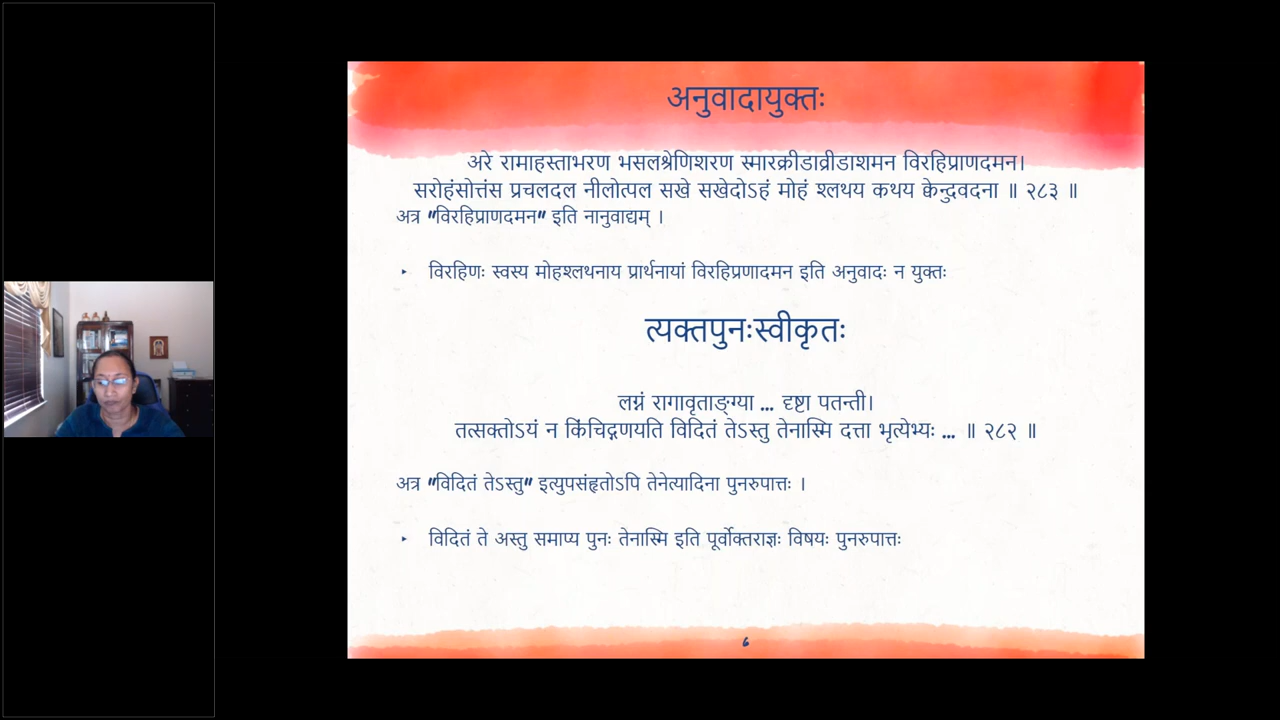 अनुवादायुक्तः
अरे रामाहस्ताभरण भसलश्रेणिशरण स्मारक्रीडाव्रीडाशमन विरहिप्राणदमन।
सरोहंसोत्तंस प्रचलदल नीलोत्पल सखे सखेदोऽहं मोहं श्लथय कथय केन्दुवदना ॥ २८३ ॥
अत्र "विरहिप्राणदमन" इति नानुवाद्यम् ।
‣ विरहिणः स्वस्य मोहश्लथनाय प्रार्थनायां विरहिप्रणादमन इति अनुवादः न युक्तः
त्यक्तपुनःस्वीकृतः
लग्नं रागावृताङ्ग्या ... दृष्टा पतन्ती।
तत्सक्तोऽयं न किंचिद्गणयति विदितं तेऽस्तु तेनास्मि दत्ता भृत्येभ्यः ... ॥ २८२ ॥
अत्र "विदितं तेऽस्तु" इत्युपसंहृतोऽपि तेनेत्यादिना पुनरुपात्तः ।
‣ विदितं ते अस्तु समाप्य पुनः तेनास्मि इति पूर्वोक्तराज्ञः विषयः पुनरुपात्तः
6